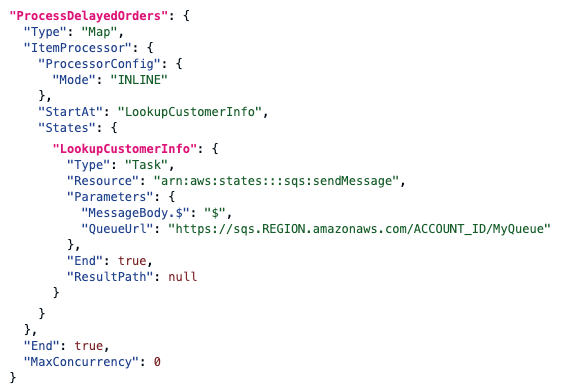 "ProcessDelayedOrders": {
  "Type": "Map",
  "ItemProcessor": {
    "ProcessorConfig": {
      "Mode": "INLINE"
    },
    "StartAt": "LookupCustomerInfo",
    "States": {
      "LookupCustomerInfo": {
        "Type": "Task",
        "Resource": "arn:aws:states:::sqs:sendMessage",
        "Parameters": {
          "MessageBody.$": "$",
          "QueueUrl": "https://sqs.REGION.amazonaws.com/ACCOUNT_ID/MyQueue"
        },
        "End": true,
        "ResultPath": null
      }
    }
  },
  "End": true,
  "MaxConcurrency": 0
}